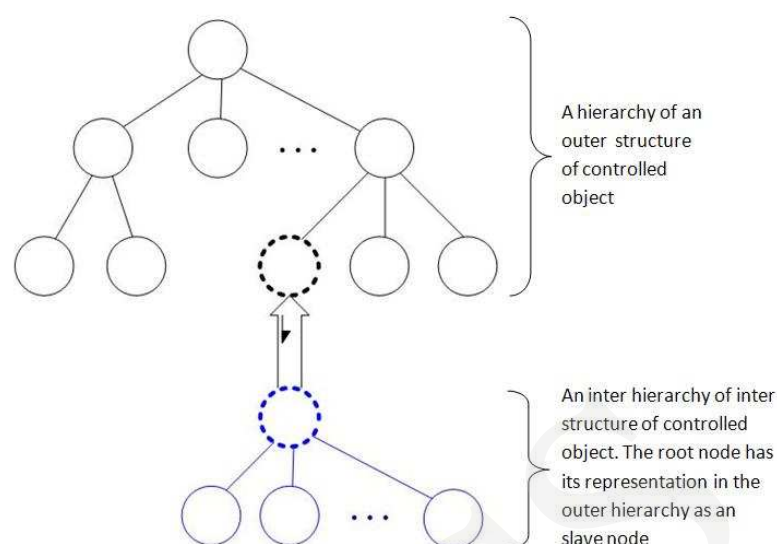 A hierarchy of an
outer structure
of controlled
object
An inter hierarchy of inter
structure of controlled
object. The root node has
its representation in the
outer hierarchy as an
slave node